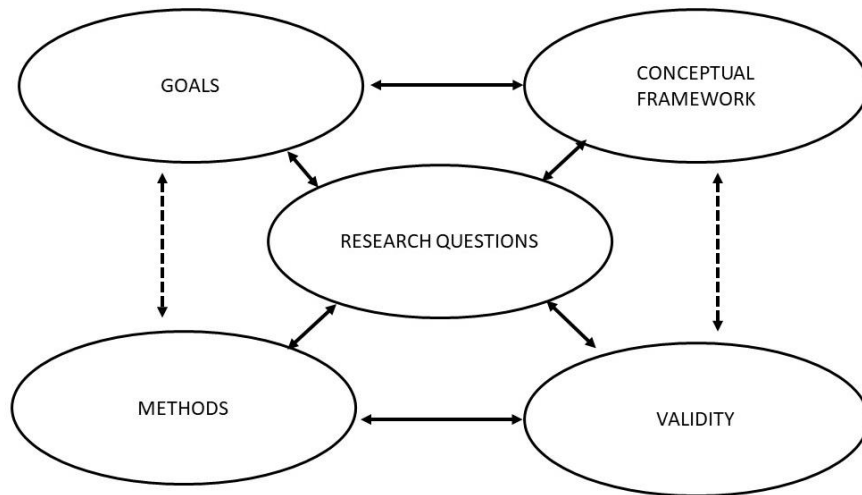 GOALS
CONCEPTUAL
FRAMEWORK
RESEARCH QUESTIONS
METHODS
VALIDITY